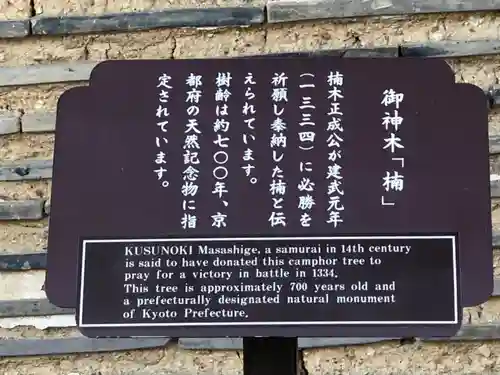 御神木「楠」
楠木正成公が建武元年
（一三三四）に必勝を
祈願し奉納した楠と伝
えられています。
樹齢は約七〇〇年、京
都府の天然記念物に指
定されています。
KUSUNOKI Masashige, a samurai in 14th century
is said to have donated this camphor tree to
pray for a victory in battle in 1334.
This tree is approximately 700 years old and
a prefecturally designated natural monument
of Kyoto Prefecture.